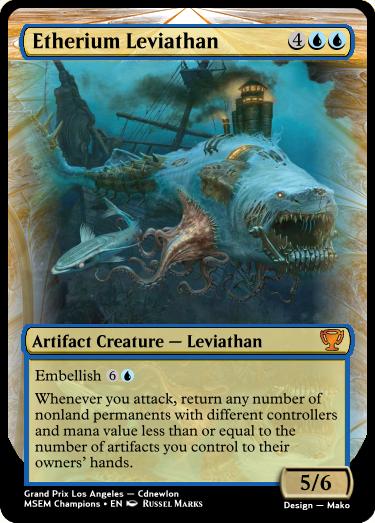 Etherium Leviathan 4
Artifact Creature — Leviathan
Embellish 6
Whenever you attack, return any number of
nonland permanents with different controllers
and mana value less than or equal to the
number of artifacts you control to their
owners' hands.
5/6
Grand Prix Los Angeles — Cdnewlon
MSEM Champions • EN Russel Marks
Design — Mako